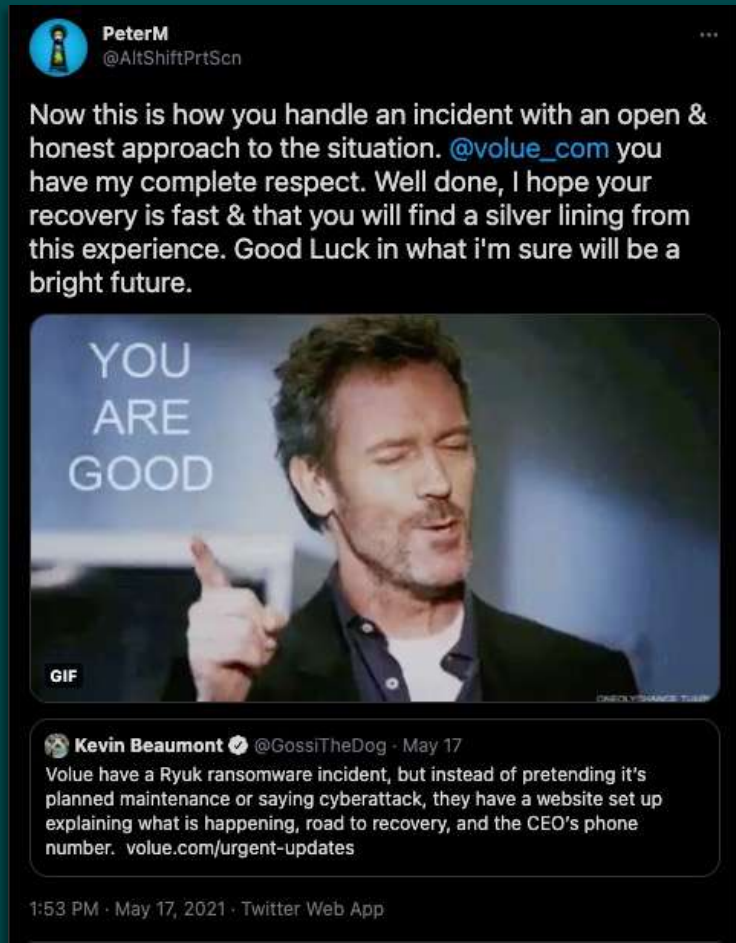 PeterM
@AltShiftPrtScn
Now this is how you handle an incident with an open &
honest approach to the situation. @volue_com you
have my complete respect. Well done, I hope your
recovery is fast & that you will find a silver lining from
this experience. Good Luck in what i'm sure will be a
bright future.
YOU
ARE
GOOD
GIF
Kevin Beaumont @GossiTheDog · May 17
Volue have a Ryuk ransomware incident, but instead of pretending it's
planned maintenance or saying cyberattack, they have a website set up
explaining what is happening, road to recovery, and the CEO's phone
number. volue.com/urgent-updates
1:53 PM · May 17, 2021 · Twitter Web App